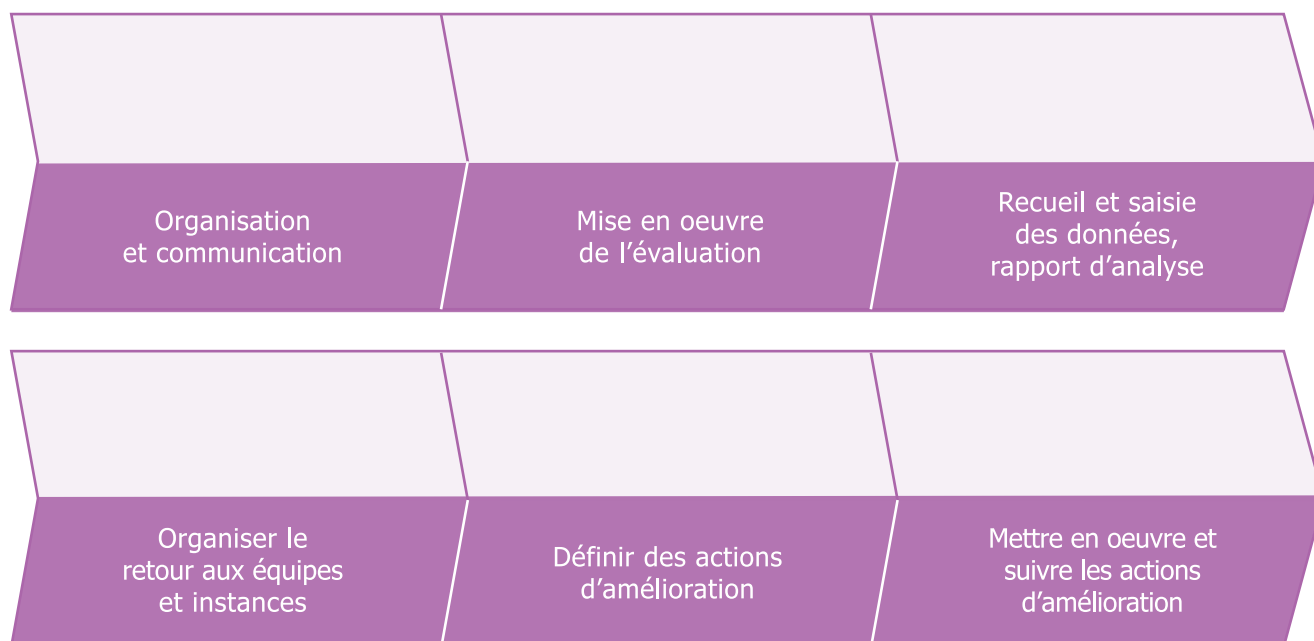 Organisation
et communication
Mise en oeuvre
de l’évaluation
Recueil et saisie
des données,
rapport d’analyse
Organiser le
retour aux équipes
et instances
Définir des actions
d’amélioration
Mettre en oeuvre et
suivre les actions
d’amélioration